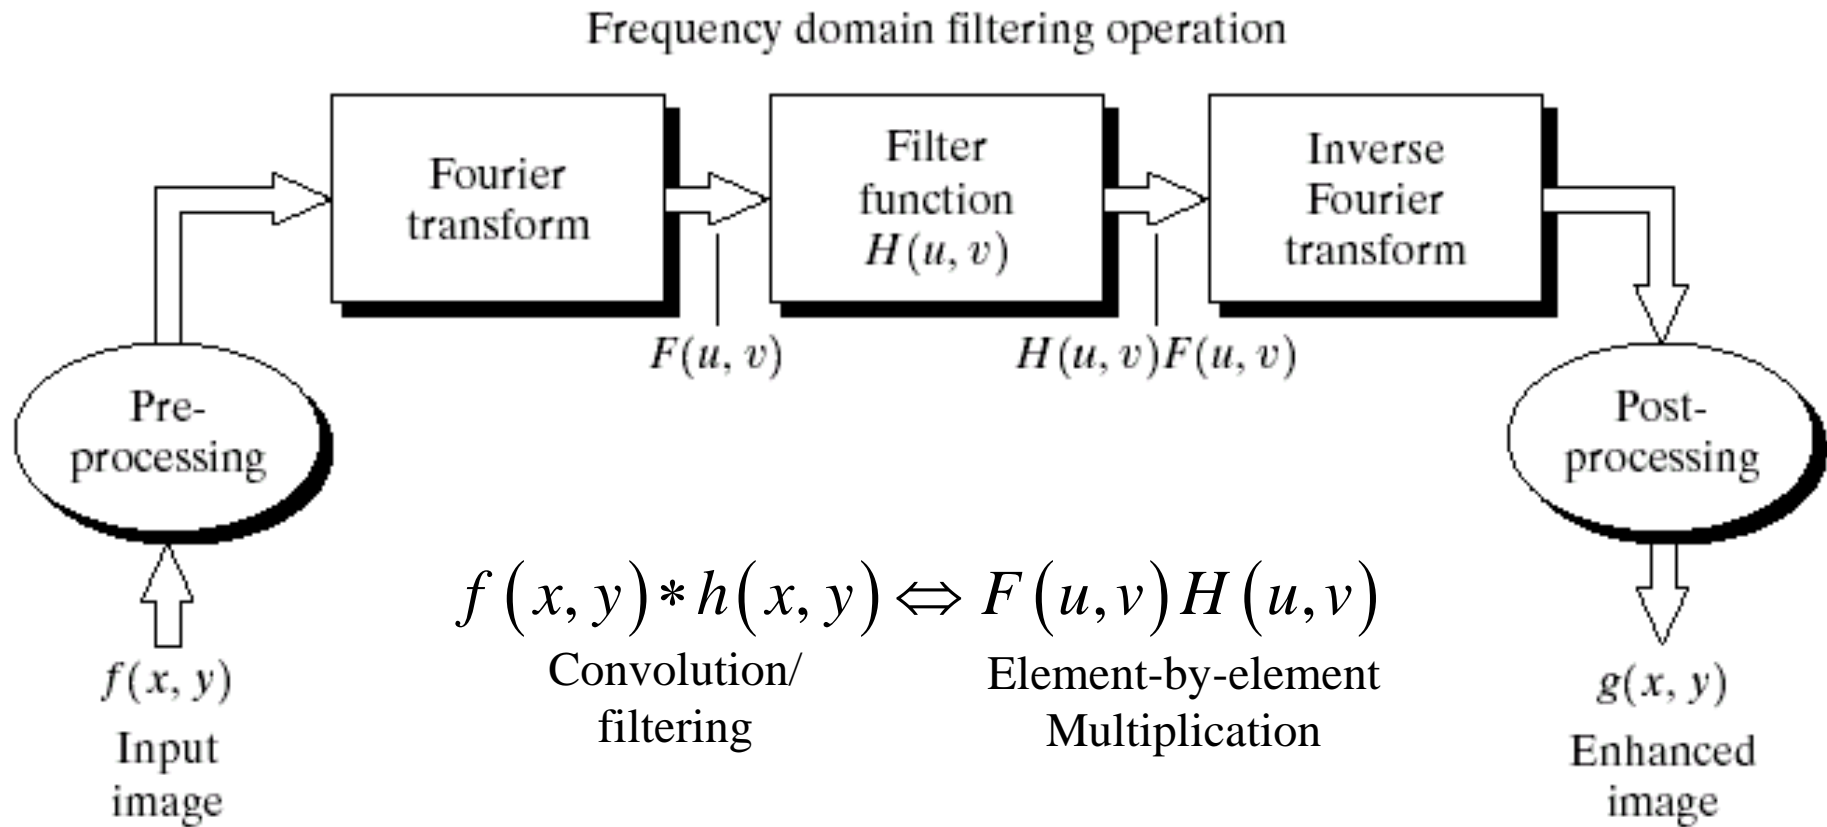 Frequency domain filtering operation
Fourier
transform
Filter
function
H(u, v)
Inverse
Fourier
transform
F(u, v)
H(u, v)F(u, v)
Pre-
processing
Post-
processing
f(x, y)*h(x, y)⇔F(u,v)H(u,v)
Convolution/
filtering
Element-by-element
Multiplication
f(x, y)
Input
image
g(x, y)
Enhanced
image